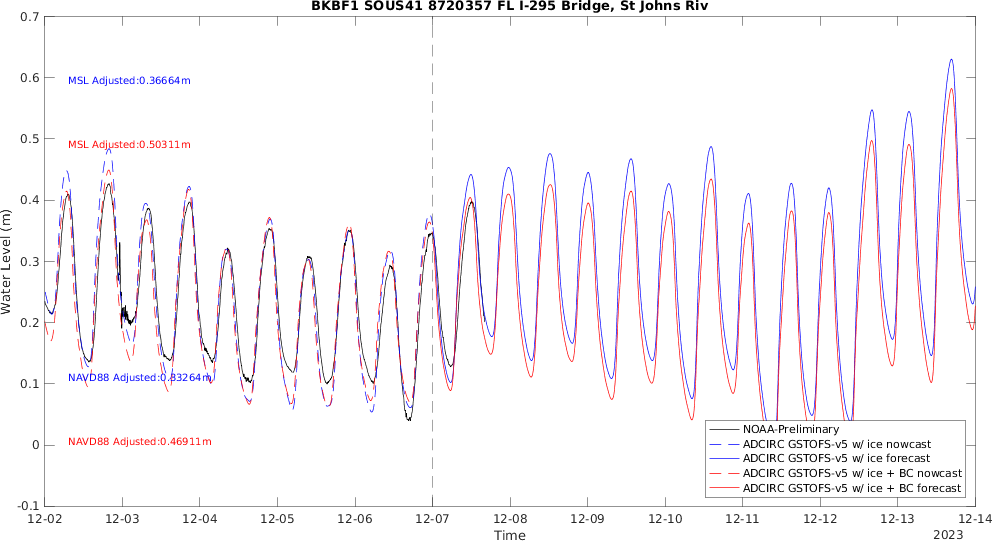 BKBF1 SOUS41 8720357 FL I-295 Bridge, St Johns Riv
0.7
0.6
0.5
0.4
0.3
0.2
0.1
0
-0.1
Water Level (m)
MSL Adjusted:0.36664m
MSL Adjusted:0.50311m
NAVD88 Adjusted:0.33264m
NAVD88 Adjusted:0.46911m
NOAA-Preliminary
ADCIRC GSTOFS-v5 w/ ice nowcast
ADCIRC GSTOFS-v5 w/ ice forecast
ADCIRC GSTOFS-v5 w/ ice + BC nowcast
ADCIRC GSTOFS-v5 w/ ice + BC forecast
12-02 12-03 12-04 12-05 12-06 12-07 12-08 12-09 12-10 12-11 12-12 12-13 12-14
Time
2023